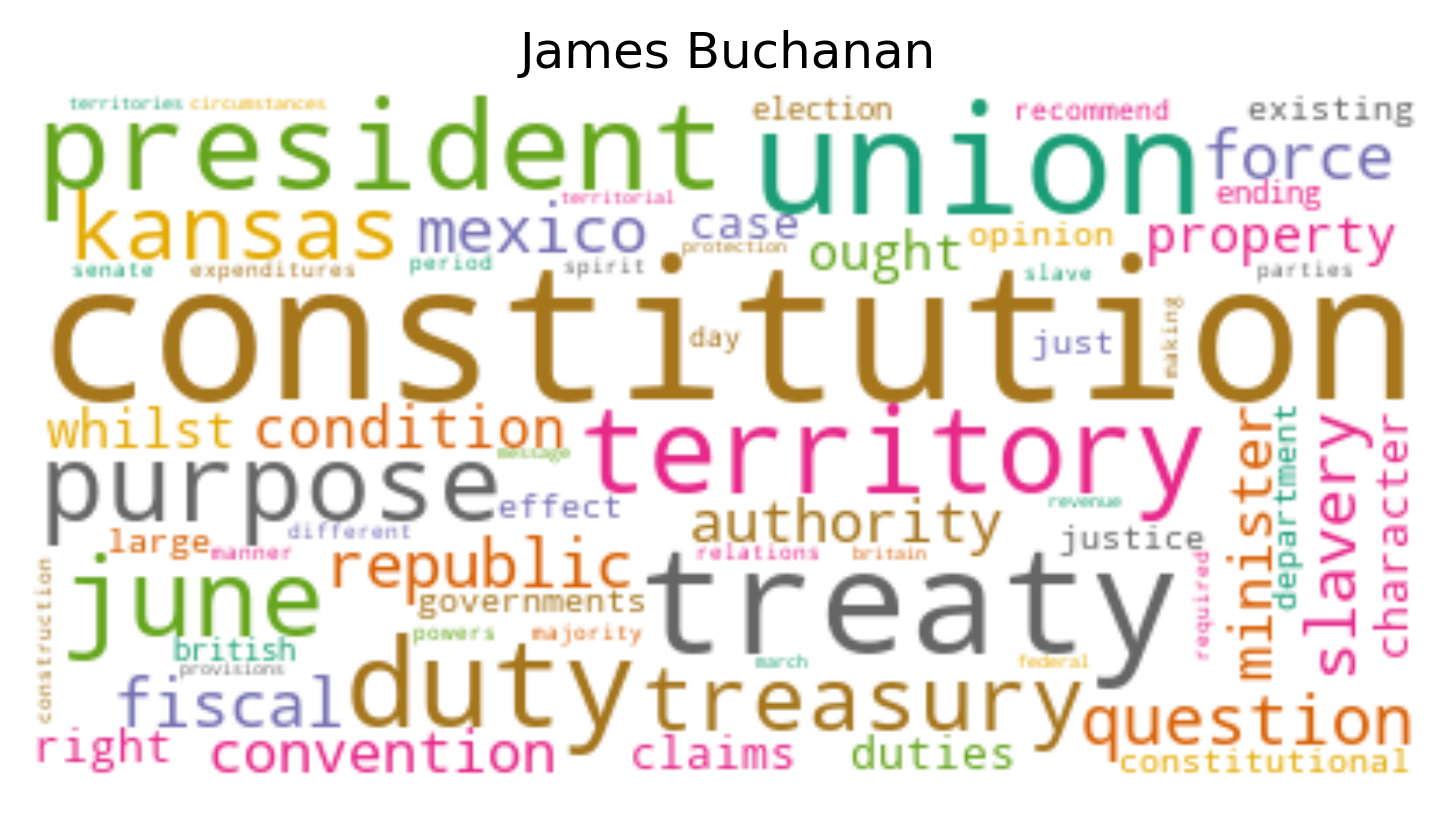 James Buchanan
territories circumstances
president
election
recommend
existing
union
force
territorial
ending
kansas
mexico
case
protection
ought
opinion
property
senate
expenditures
period
spirit
slave
parties
constitution
day
just
making
whilst
condition
message
territory
minister
department
slavery
character
purpose
effect
authority
revenue
large
manner
different
republic
relations
britain
justice
required
construction
june
governments
treaty
british
provisions
powers
majority
march
federal
fiscal
duty
treasury
question
right
convention
claims
duties
constitutional